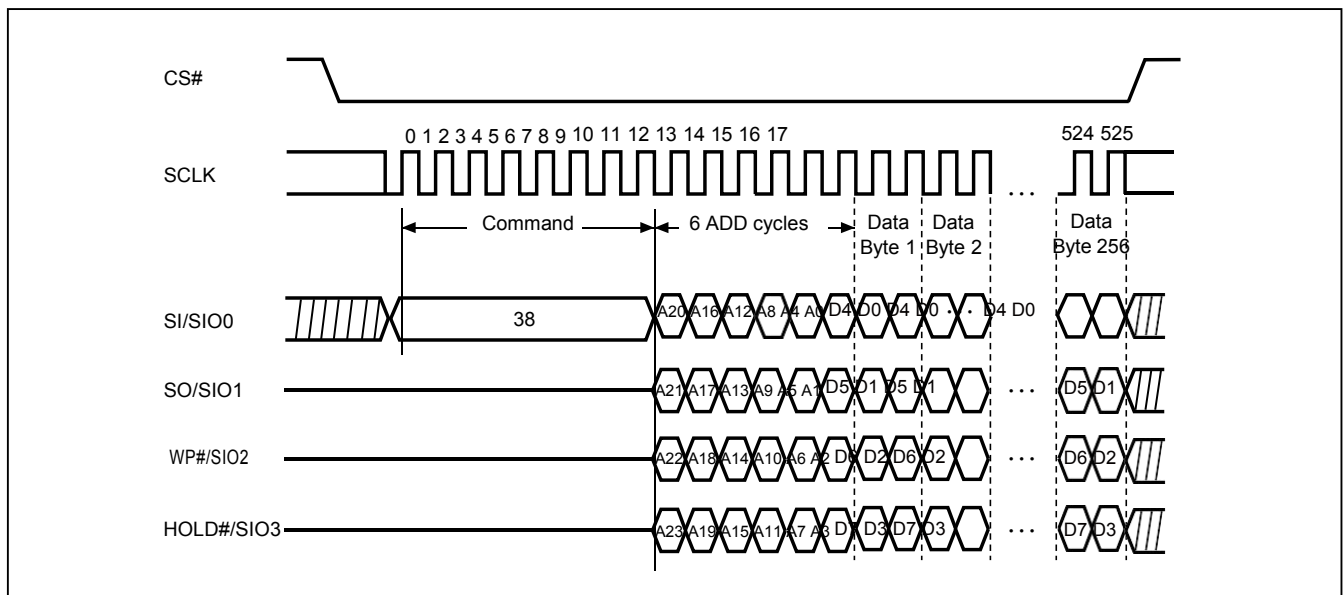 CS#
0 1 2 3 4 5 6 7 8 9 10 11 12 13 14 15 16 17 524 525
SCLK
Command 6 ADD cycles Data Byte 1 Data Byte 2 Data Byte 256
SI/SIO0 38 A20 A16 A12 A8 A4 A0 D4 D0 D4 D0 ··· D4 D0
SO/SIO1 A21 A17 A13 A9 A5 A1 D5 D1 D5 D1 ··· D5 D1
WP#/SIO2 A22 A18 A14 A10 A6 A2 D6 D2 D6 D2 ··· D6 D2
HOLD#/SIO3 A23 A19 A15 A11 A7 A3 D7 D3 D7 D3 ··· D7 D3